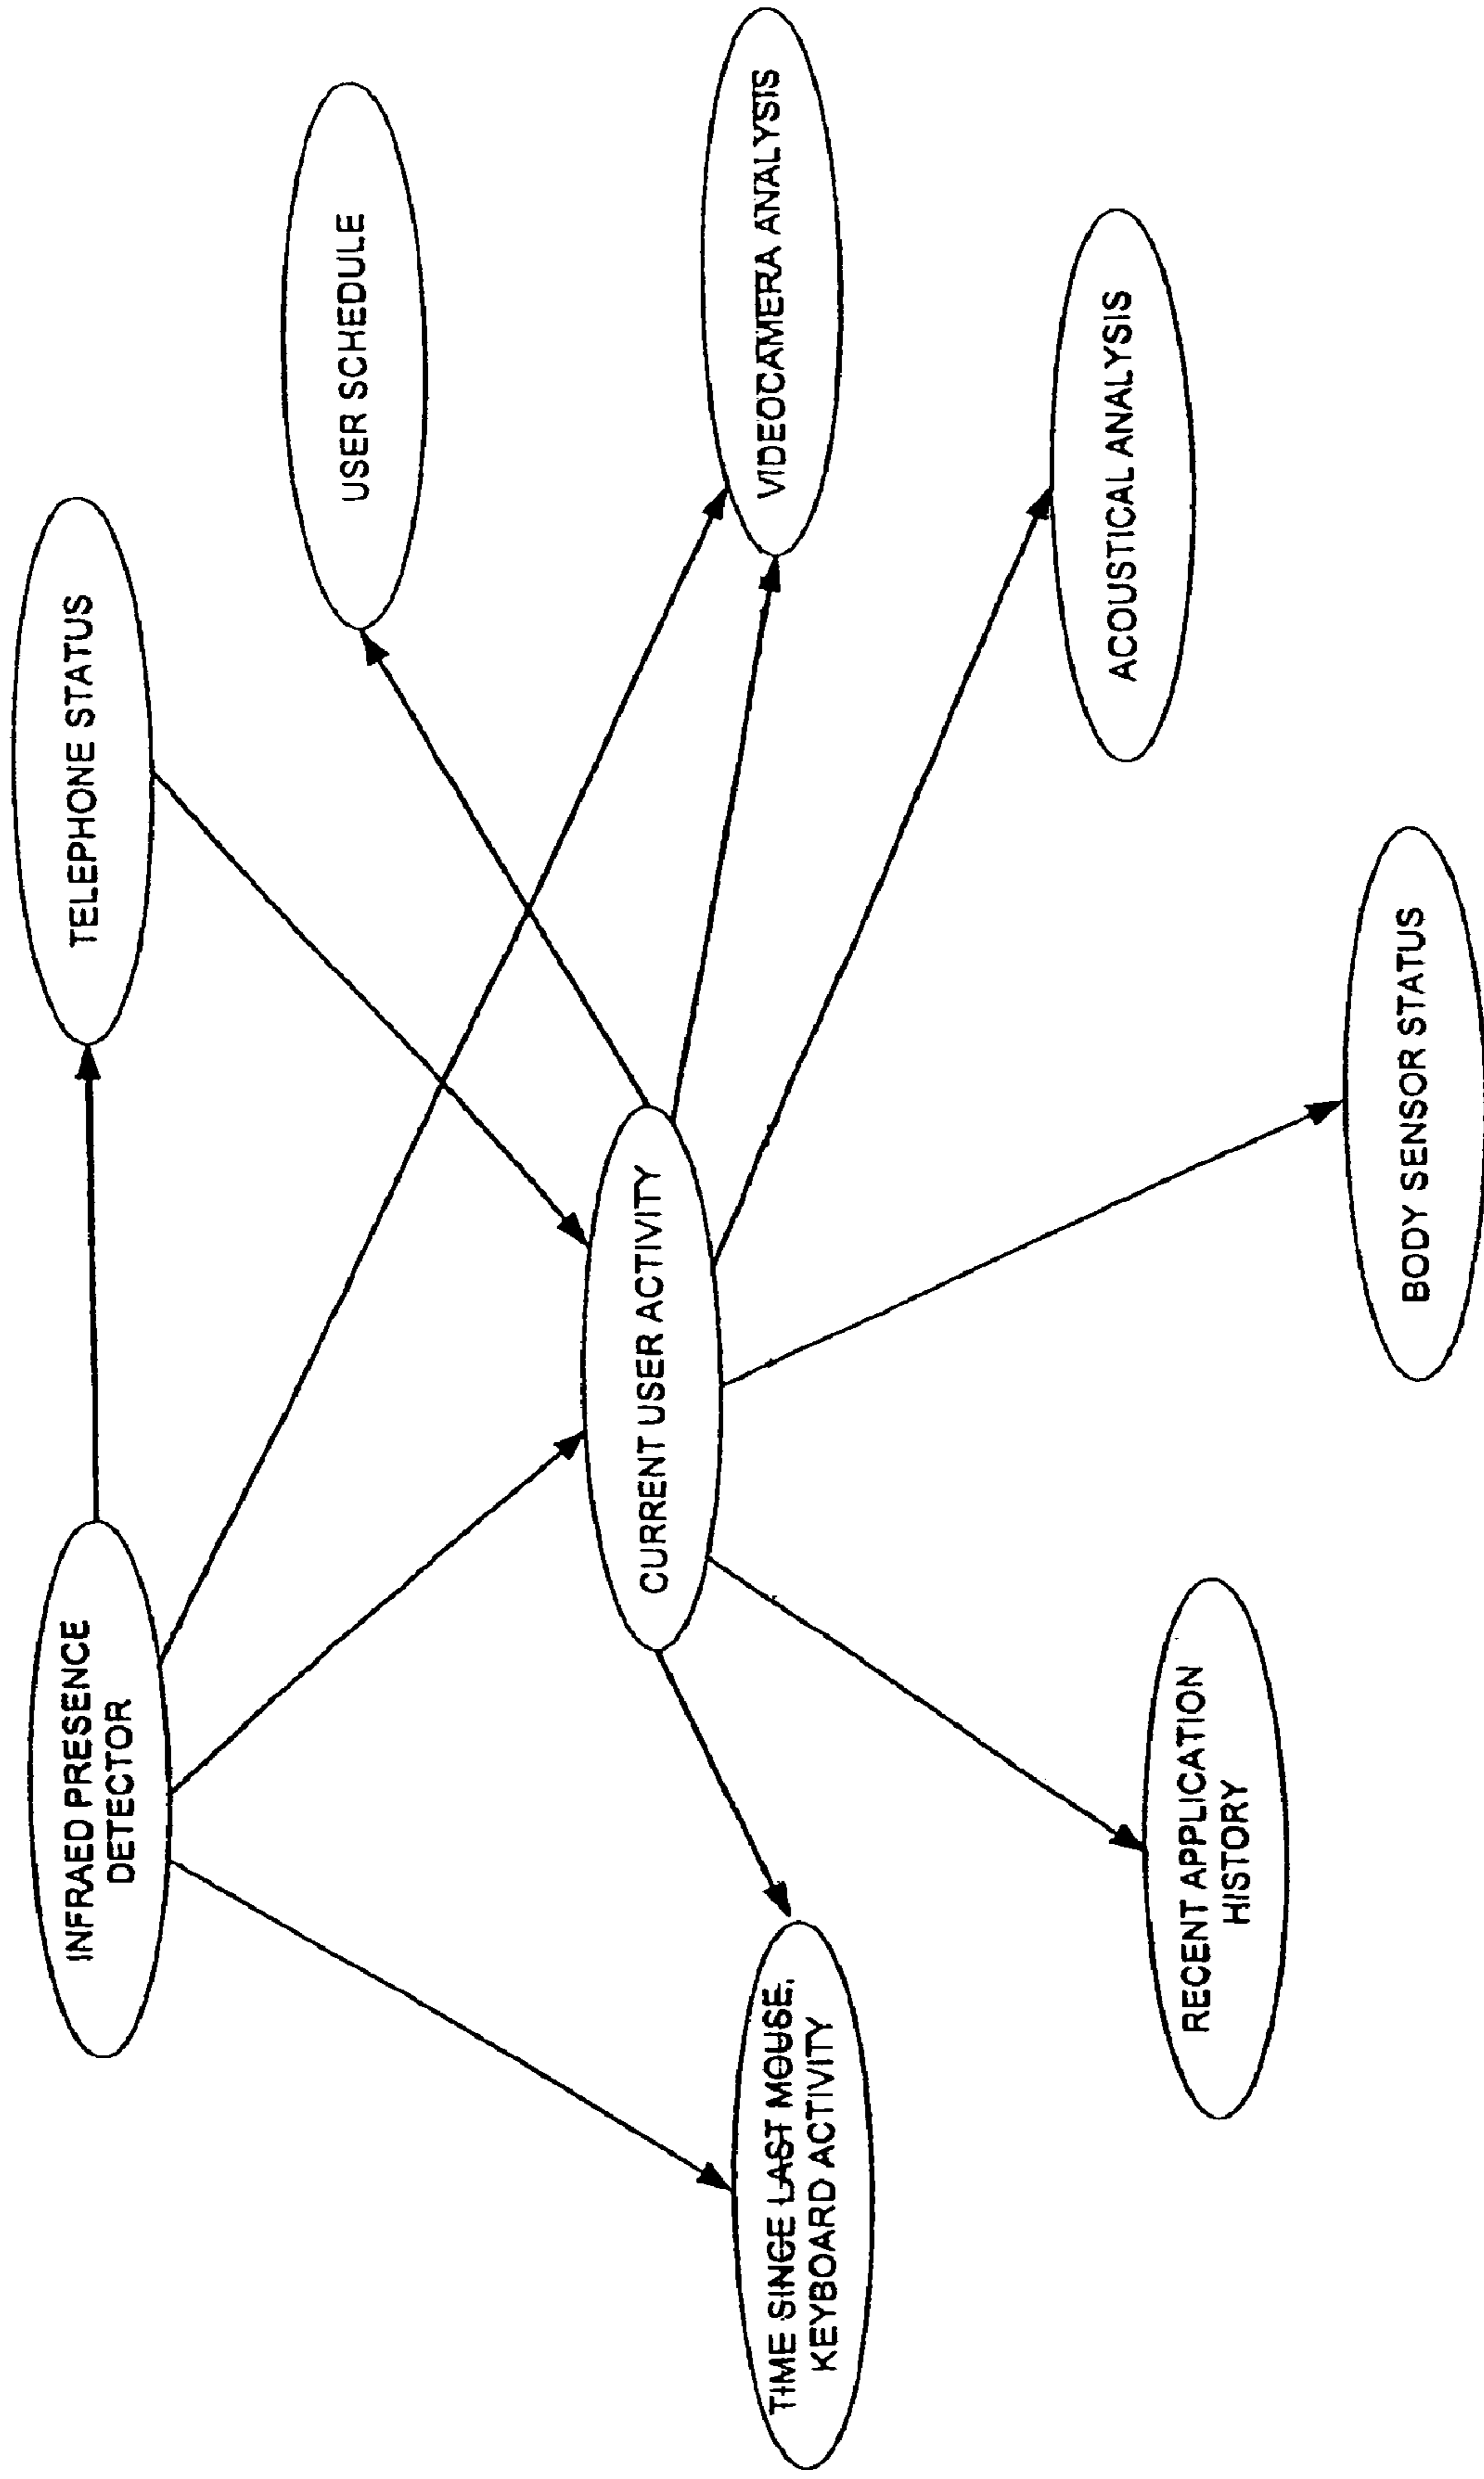 INFRAED PRESENCE
DETECTOR
TELEPHONE STATUS
USER SCHEDULE
CURRENT USER ACTIVITY
VIDEOCAMERA ANALYSIS
TIME SINCE LAST MOUSE,
KEYBOARD ACTIVITY
ACOUSTICAL ANALYSIS
RECENT APPLICATION
HISTORY
BODY SENSOR STATUS